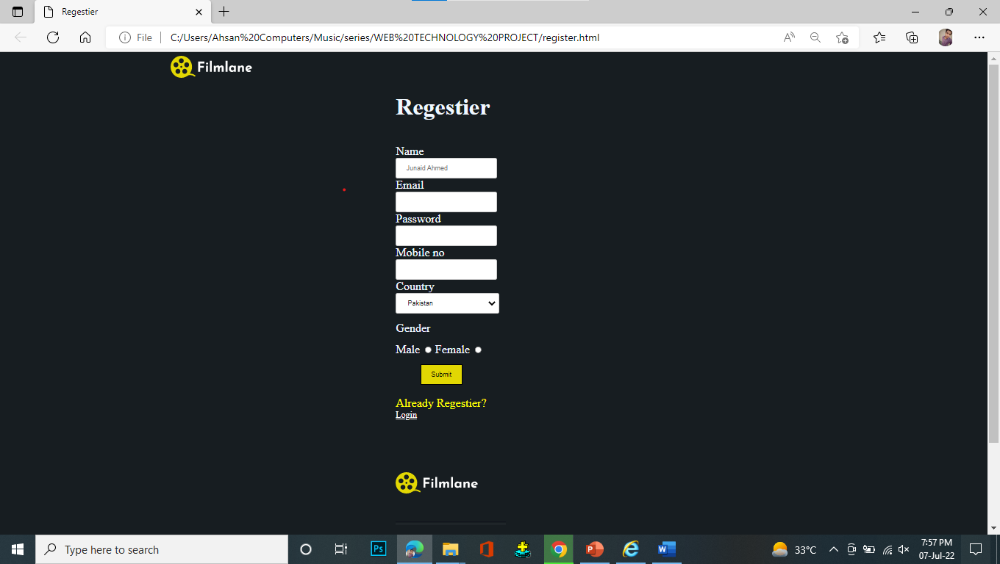 Regestier
File
C:/Users/Ahsan%20Computers/Music/series/WEB%20TECHNOLOGY%20PROJECT/register.html
Filmlane
Regestier
Name
Junaid Ahmed
Email
Password
Mobile no
Country
Pakistan
Gender
Male Female
Submit
Already Regestier?
Login
Filmlane
Type here to search
Ps
33°C
7:57 PM
07-Jul-22